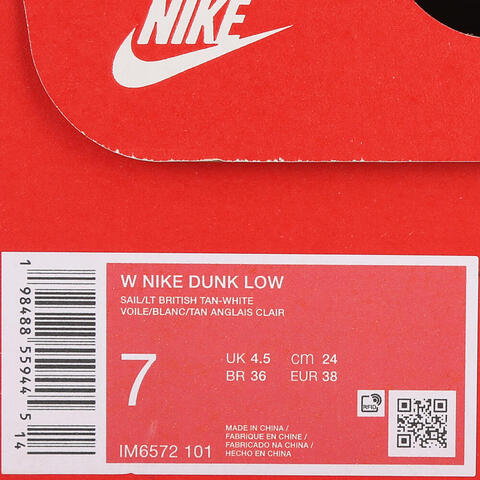 NIKE
W NIKE DUNK LOW
SAIL/LT BRITISH TAN-WHITE
VOILE/BLANC/TAN ANGLAIS CLAIR
7
UK 4.5 cm 24
BR 36 EUR 38
RFID
MADE IN CHINA /
FABRIQUE EN CHINE /
FABRICADO NA CHINA /
HECHO EN CHINA
IM6572 101
1 98488 55944 5 14